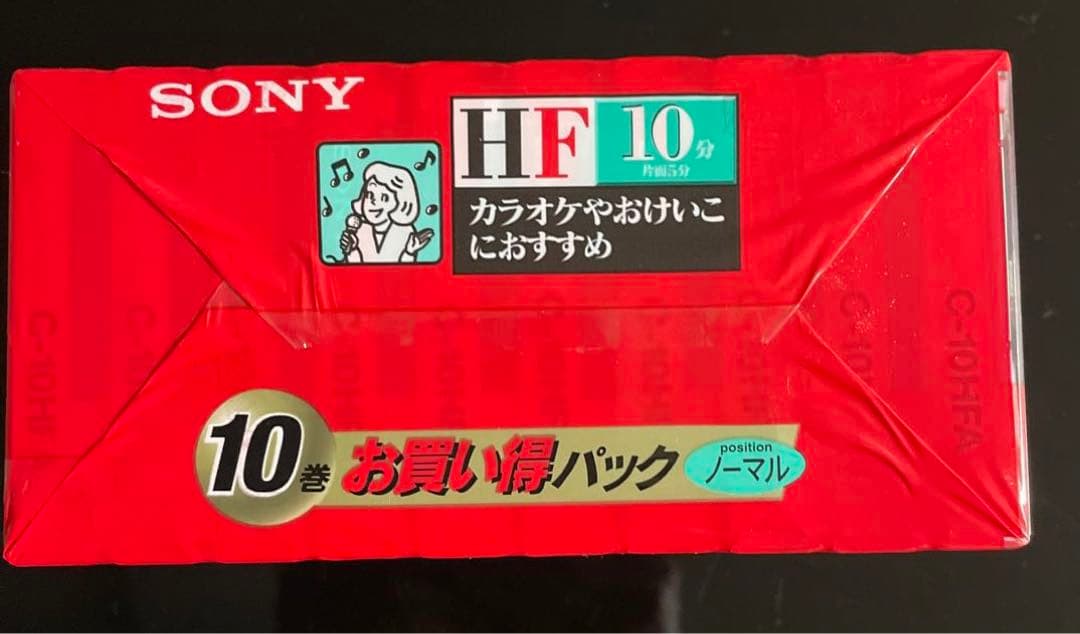 SONY
HF 10分
片面5分
カラオケやおけいこ
におすすめ
C-10HF
C-10HFA
10巻 お買い得パック
position
ノーマル